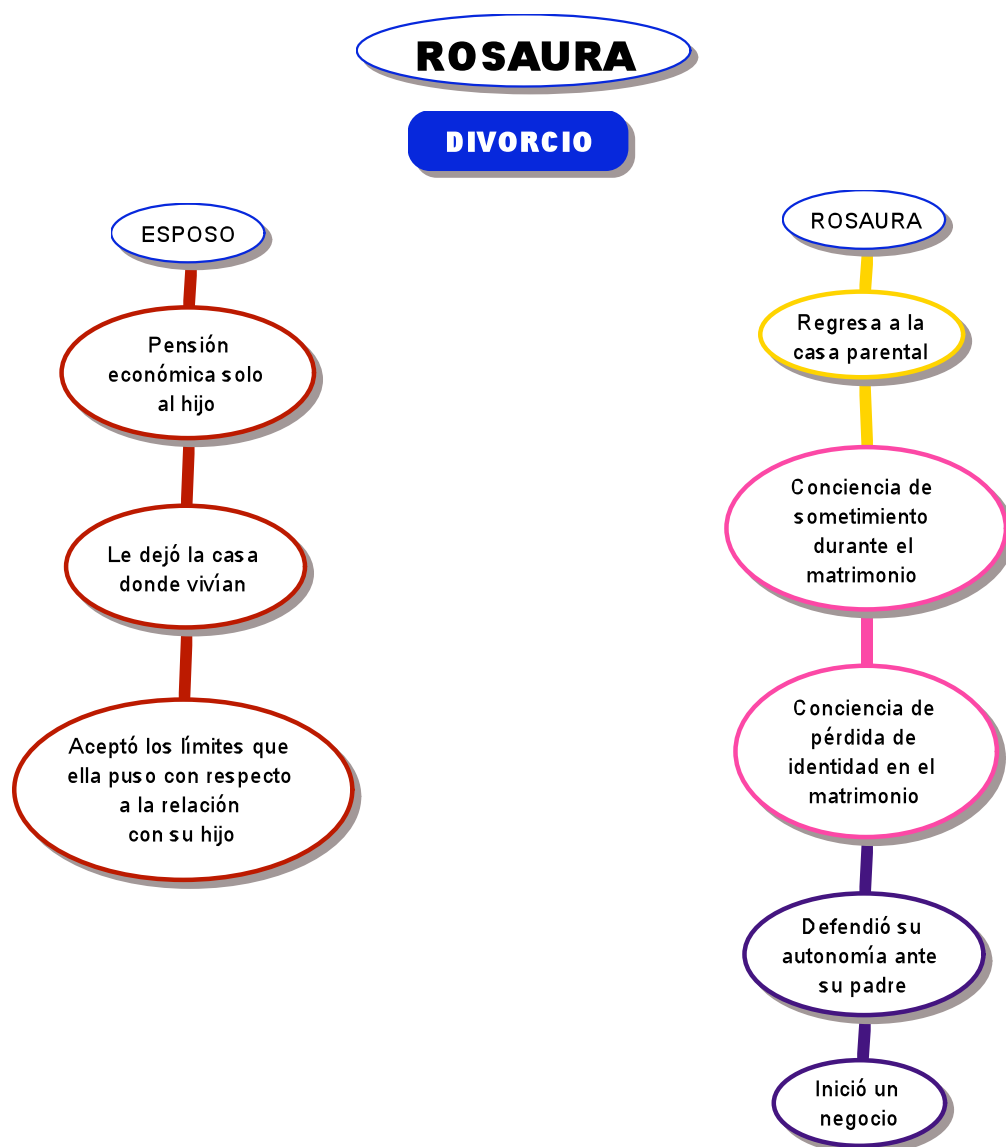 ROSAURA
DIVORCIO
ESPOSO
Pensión
económica solo
al hijo
Le dejó la casa
donde vivían
Aceptó los límites que
ella puso con respecto
a la relación
con su hijo
ROSAURA
Regresa a la
casa parental
Conciencia de
sometimiento
durante el
matrimonio
Conciencia de
pérdida de
identidad en el
matrimonio
Defendió su
autonomía ante
su padre
Inició un
negocio